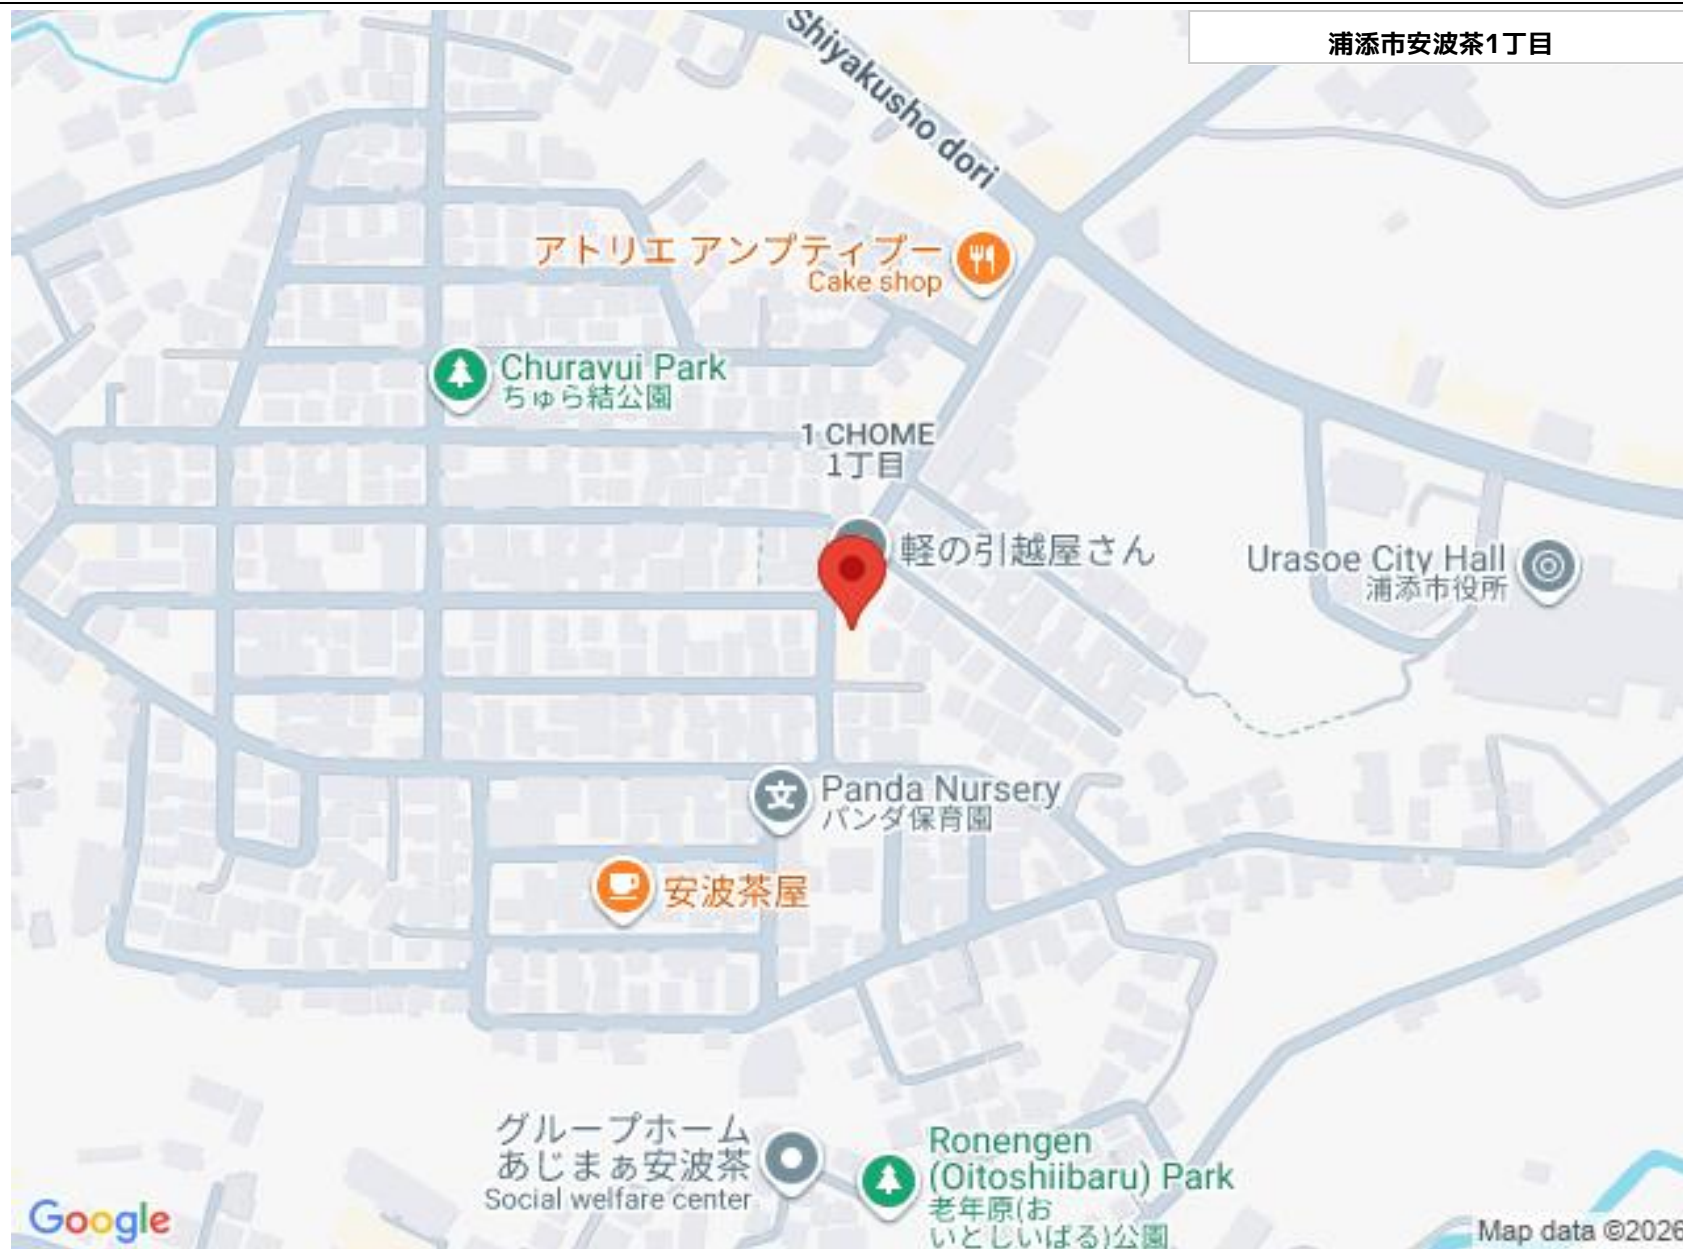 浦添市安波茶1丁目
Shiyakusho dori
アトリエ アンプティプー
Cake shop
Churavui Park
ちゅら結公園
1 CHOME
1丁目
軽の引越屋さん
Urasoe City Hall
浦添市役所
Panda Nursery
パンダ保育園
安波茶屋
グループホーム
あじまぁ安波茶
Social welfare center
Ronengen
(Oitoshiibaru) Park
老年原(お
いとしいばる)公園
Google
Map data ©2026